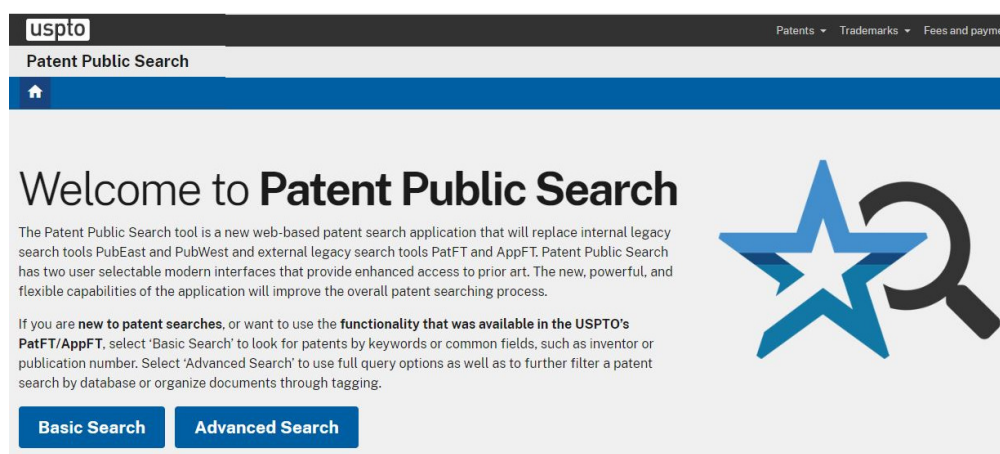 uspto
Patents Trademarks Fees and payme
Patent Public Search
Welcome to Patent Public Search
The Patent Public Search tool is a new web-based patent search application that will replace internal legacy
search tools PubEast and PubWest and external legacy search tools PatFT and AppFT. Patent Public Search
has two user selectable modern interfaces that provide enhanced access to prior art. The new, powerful, and
flexible capabilities of the application will improve the overall patent searching process.
If you are new to patent searches, or want to use the functionality that was available in the USPTO's
PatFT/AppFT, select 'Basic Search' to look for patents by keywords or common fields, such as inventor or
publication number. Select 'Advanced Search' to use full query options as well as to further filter a patent
search by database or organize documents through tagging.
Basic Search Advanced Search